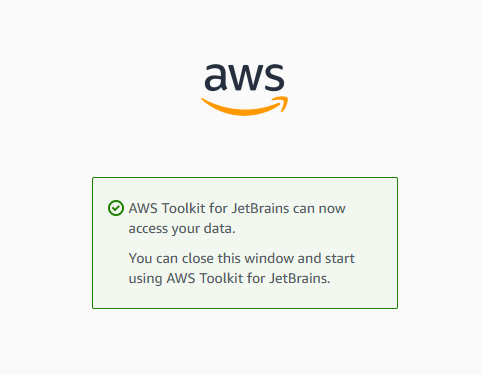 aws
AWS Toolkit for JetBrains can now
access your data.
You can close this window and start
using AWS Toolkit for JetBrains.